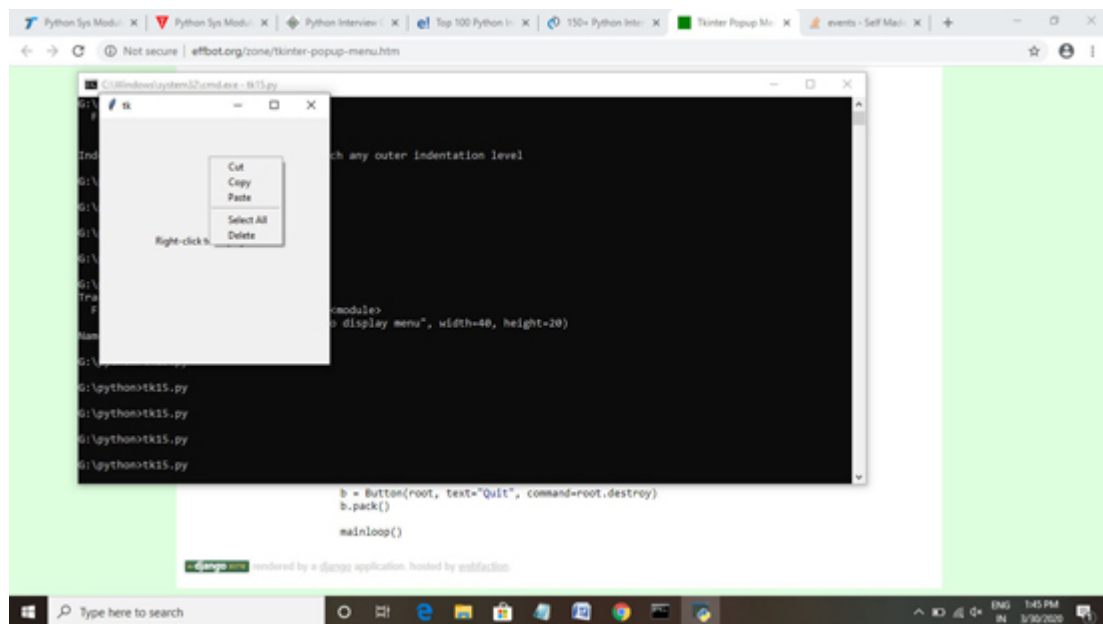 Python Sys Modul
Python Sys Modul
Python Interview
Top 100 Python In
150+ Python Inter
Tkinter Popup Me
events - Self Mad
Not secure | effbot.org/zone/tkinter-popup-menu.htm
C:\Windows\system32\cmd.exe - tk15.py
G:\
tk
F
Ind
ch any outer indentation level
Cut
Copy
Paste
Select All
Delete
Right-click t
G:\
G:\
G:\
G:\
G:\
Tra
F
<module>
o display menu", width=40, height=20)
Nam
G:\
G:\python>tk15.py
G:\python>tk15.py
G:\python>tk15.py
G:\python>tk15.py
b = Button(root, text="Quit", command=root.destroy)
b.pack()
mainloop()
django
rendered by a django application. hosted by webfaction.
Type here to search
ENG
IN
1:45 PM
3/30/2020